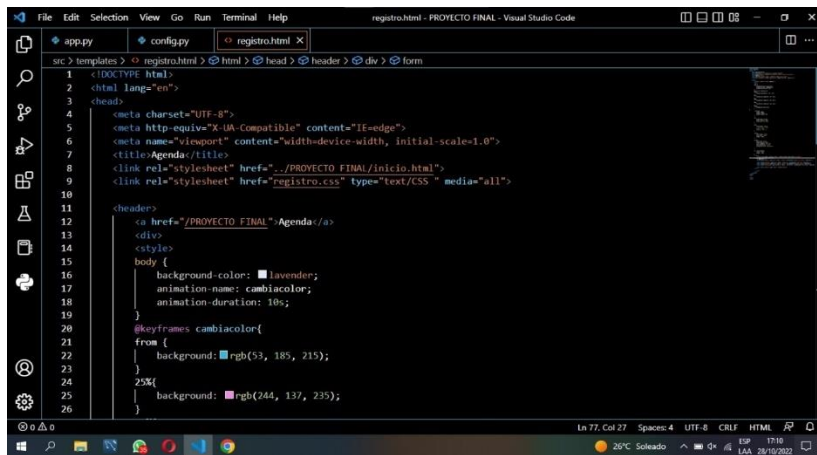 File Edit Selection View Go Run Terminal Help registro.html - PROYECTO FINAL - Visual Studio Code
app.py config.py registro.html
src > templates > registro.html > html > head > header > div > form
1 <!DOCTYPE html>
2 <html lang="en">
3 <head>
4 <meta charset="UTF-8">
5 <meta http-equiv="X-UA-Compatible" content="IE=edge">
6 <meta name="viewport" content="width=device-width, initial-scale=1.0">
7 <title>Agenda</title>
8 <link rel="stylesheet" href="../PROYECTO FINAL/inicio.html">
9 <link rel="stylesheet" href="registro.css" type="text/CSS " media="all">
10
11 <header>
12 <a href="/PROYECTO FINAL">Agenda</a>
13 <div>
14 <style>
15 body {
16 background-color: lavender;
17 animation-name: cambiacolor;
18 animation-duration: 10s;
19 }
20 @keyframes cambiacolor{
21 from {
22 background: rgb(53, 185, 215);
23 }
24 25%{
25 background: rgb(244, 137, 235);
26 }
0 0 Ln 77, Col 27 Spaces: 4 UTF-8 CRLF HTML
26°C Soleado ESP 17:10
LAA 28/10/2022